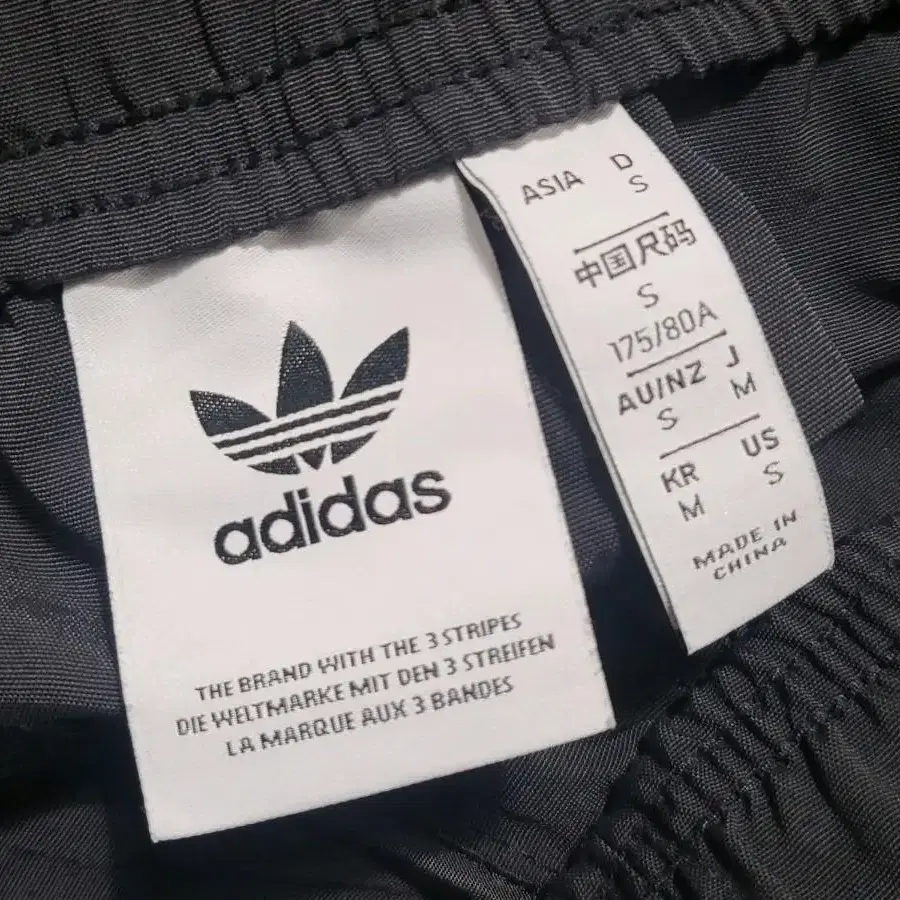 adidas
THE BRAND WITH THE 3 STRIPES
DIE WELTMARKE MIT DEN 3 STREIFEN
LA MARQUE AUX 3 BANDES
ASIA D
S
中国尺码
S
175/80A
AU/NZ J
S M
KR US
M S
MADE IN
CHINA